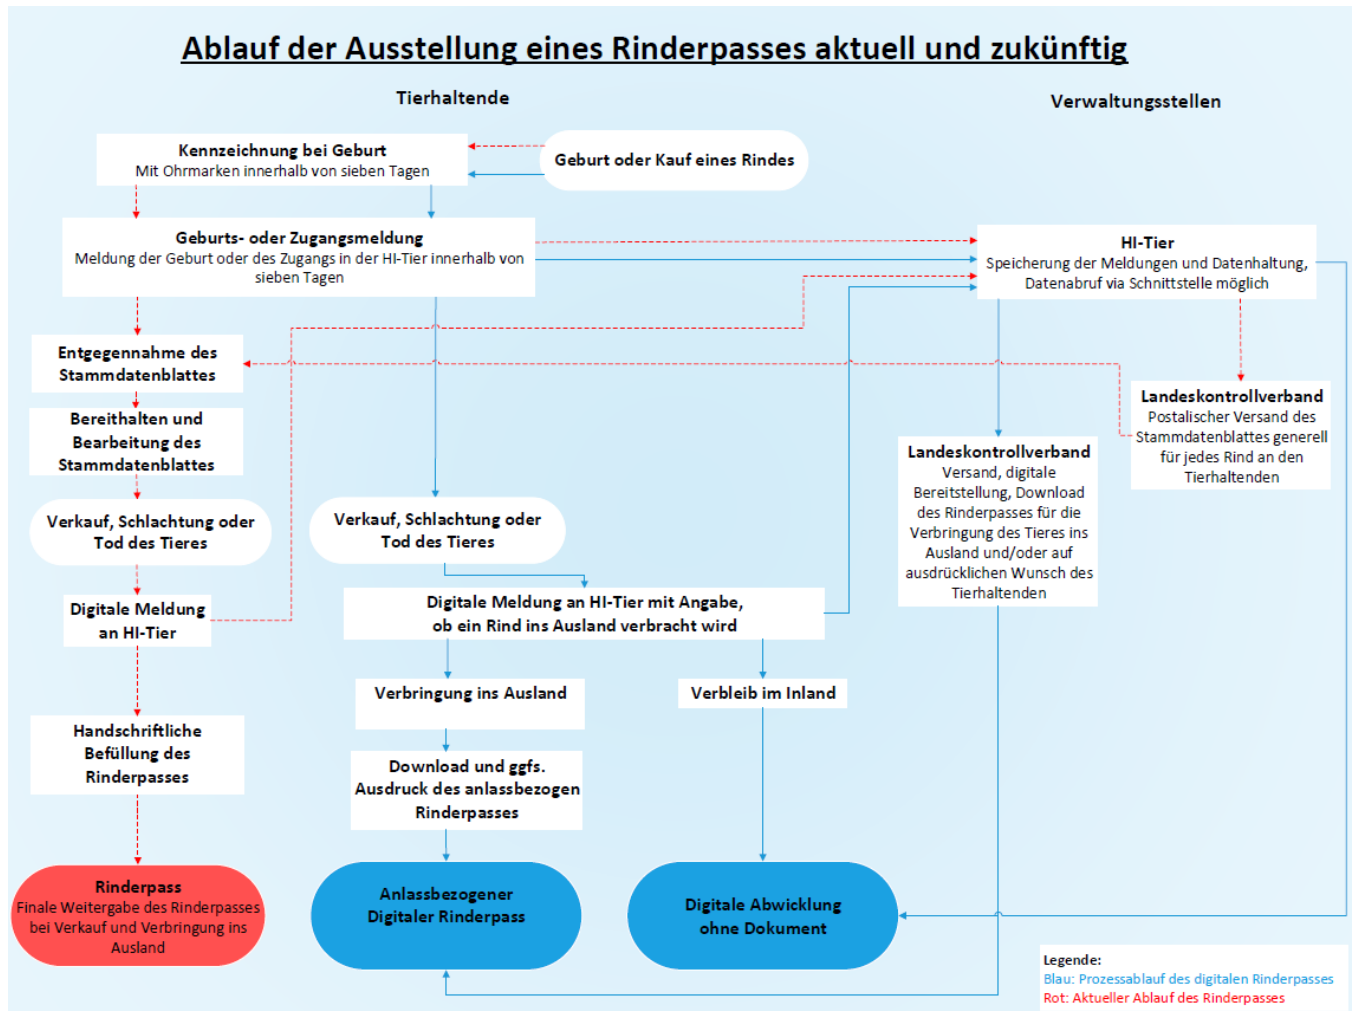 Ablauf der Ausstellung eines Rinderpasses aktuell und zukünftig
Tierhaltende
Verwaltungsstellen
Kennzeichnung bei Geburt
Mit Ohrmarken innerhalb von sieben Tagen
Geburt oder Kauf eines Rindes
Geburts- oder Zugangsmeldung
Meldung der Geburt oder des Zugangs in der HI-Tier innerhalb von
sieben Tagen
HI-Tier
Speicherung der Meldungen und Datenhaltung,
Datenabruf via Schnittstelle möglich
Entgegennahme des
Stammdatenblattes
Bereithalten und
Bearbeitung des
Stammdatenblattes
Landeskontrollverband
Postalischer Versand des
Stammdatenblattes generell
für jedes Rind an den
Tierhaltenden
Landeskontrollverband
Versand, digitale
Bereitstellung, Download
des Rinderpasses für die
Verbringung des Tieres ins
Ausland und/oder auf
ausdrücklichen Wunsch des
Tierhaltenden
Verkauf, Schlachtung oder
Tod des Tieres
Verkauf, Schlachtung oder
Tod des Tieres
Digitale Meldung
an HI-Tier
Digitale Meldung an HI-Tier mit Angabe,
ob ein Rind ins Ausland verbracht wird
Verbringung ins Ausland
Verbleib im Inland
Handschriftliche
Befüllung des
Rinderpasses
Download und ggfs.
Ausdruck des anlassbezogen
Rinderpasses
Rinderpass
Finale Weitergabe des Rinderpasses
bei Verkauf und Verbringung ins
Ausland
Anlassbezogener
Digitaler Rinderpass
Digitale Abwicklung
ohne Dokument
Legende:
Blau: Prozessablauf des digitalen Rinderpasses
Rot: Aktueller Ablauf des Rinderpasses